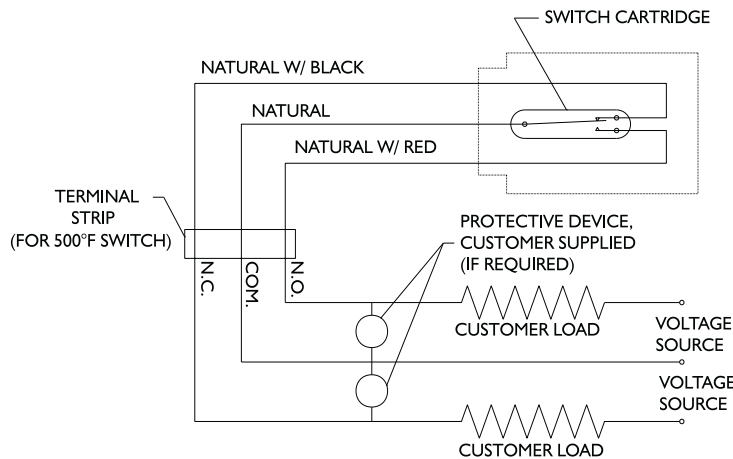 SWITCH CARTRIDGE
NATURAL W/ BLACK
NATURAL
NATURAL W/ RED
TERMINAL
STRIP
(FOR 500°F SWITCH)
PROTECTIVE DEVICE,
CUSTOMER SUPPLIED
(IF REQUIRED)
N.C.
COM.
N.O.
CUSTOMER LOAD
VOLTAGE
SOURCE
VOLTAGE
SOURCE
CUSTOMER LOAD